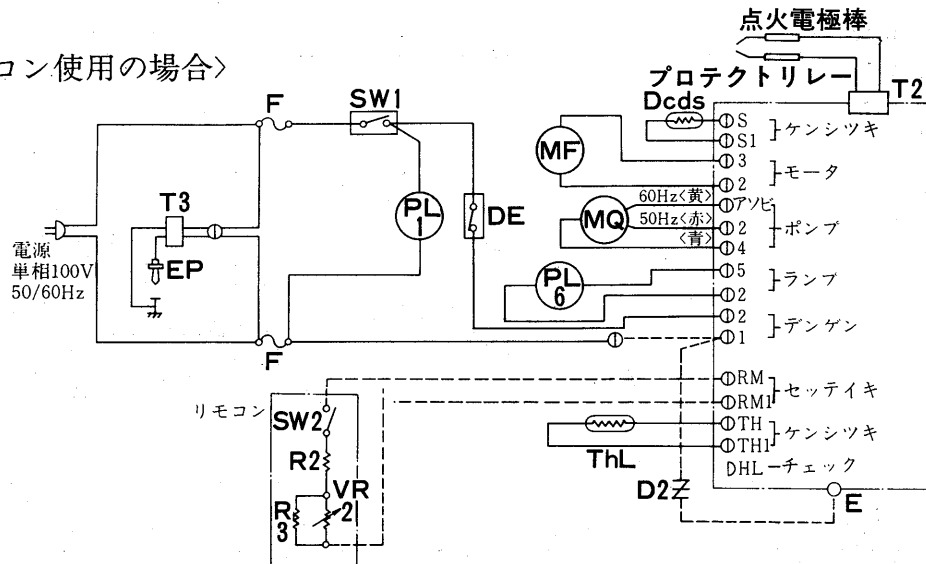 点火電極棒
コン使用の場合〉
プロテクトリレー
T2
F
SW1
Dcds
S
S1
ケンシツキ
MF
3
2
モータ
T3
PL
1
DE
MQ
60Hz〈黄〉
アソビ
50Hz〈赤〉
2
〈青〉
4
ポンプ
電源
単相100V
50/60Hz
EP
PL
6
5
2
ランプ
2
1
デンゲン
F
RM
RM1
セッテイキ
リモコン
SW2
TH
TH1
ケンシツキ
R2
ThL
HL-チェック
VR
2
R
3
D2
E